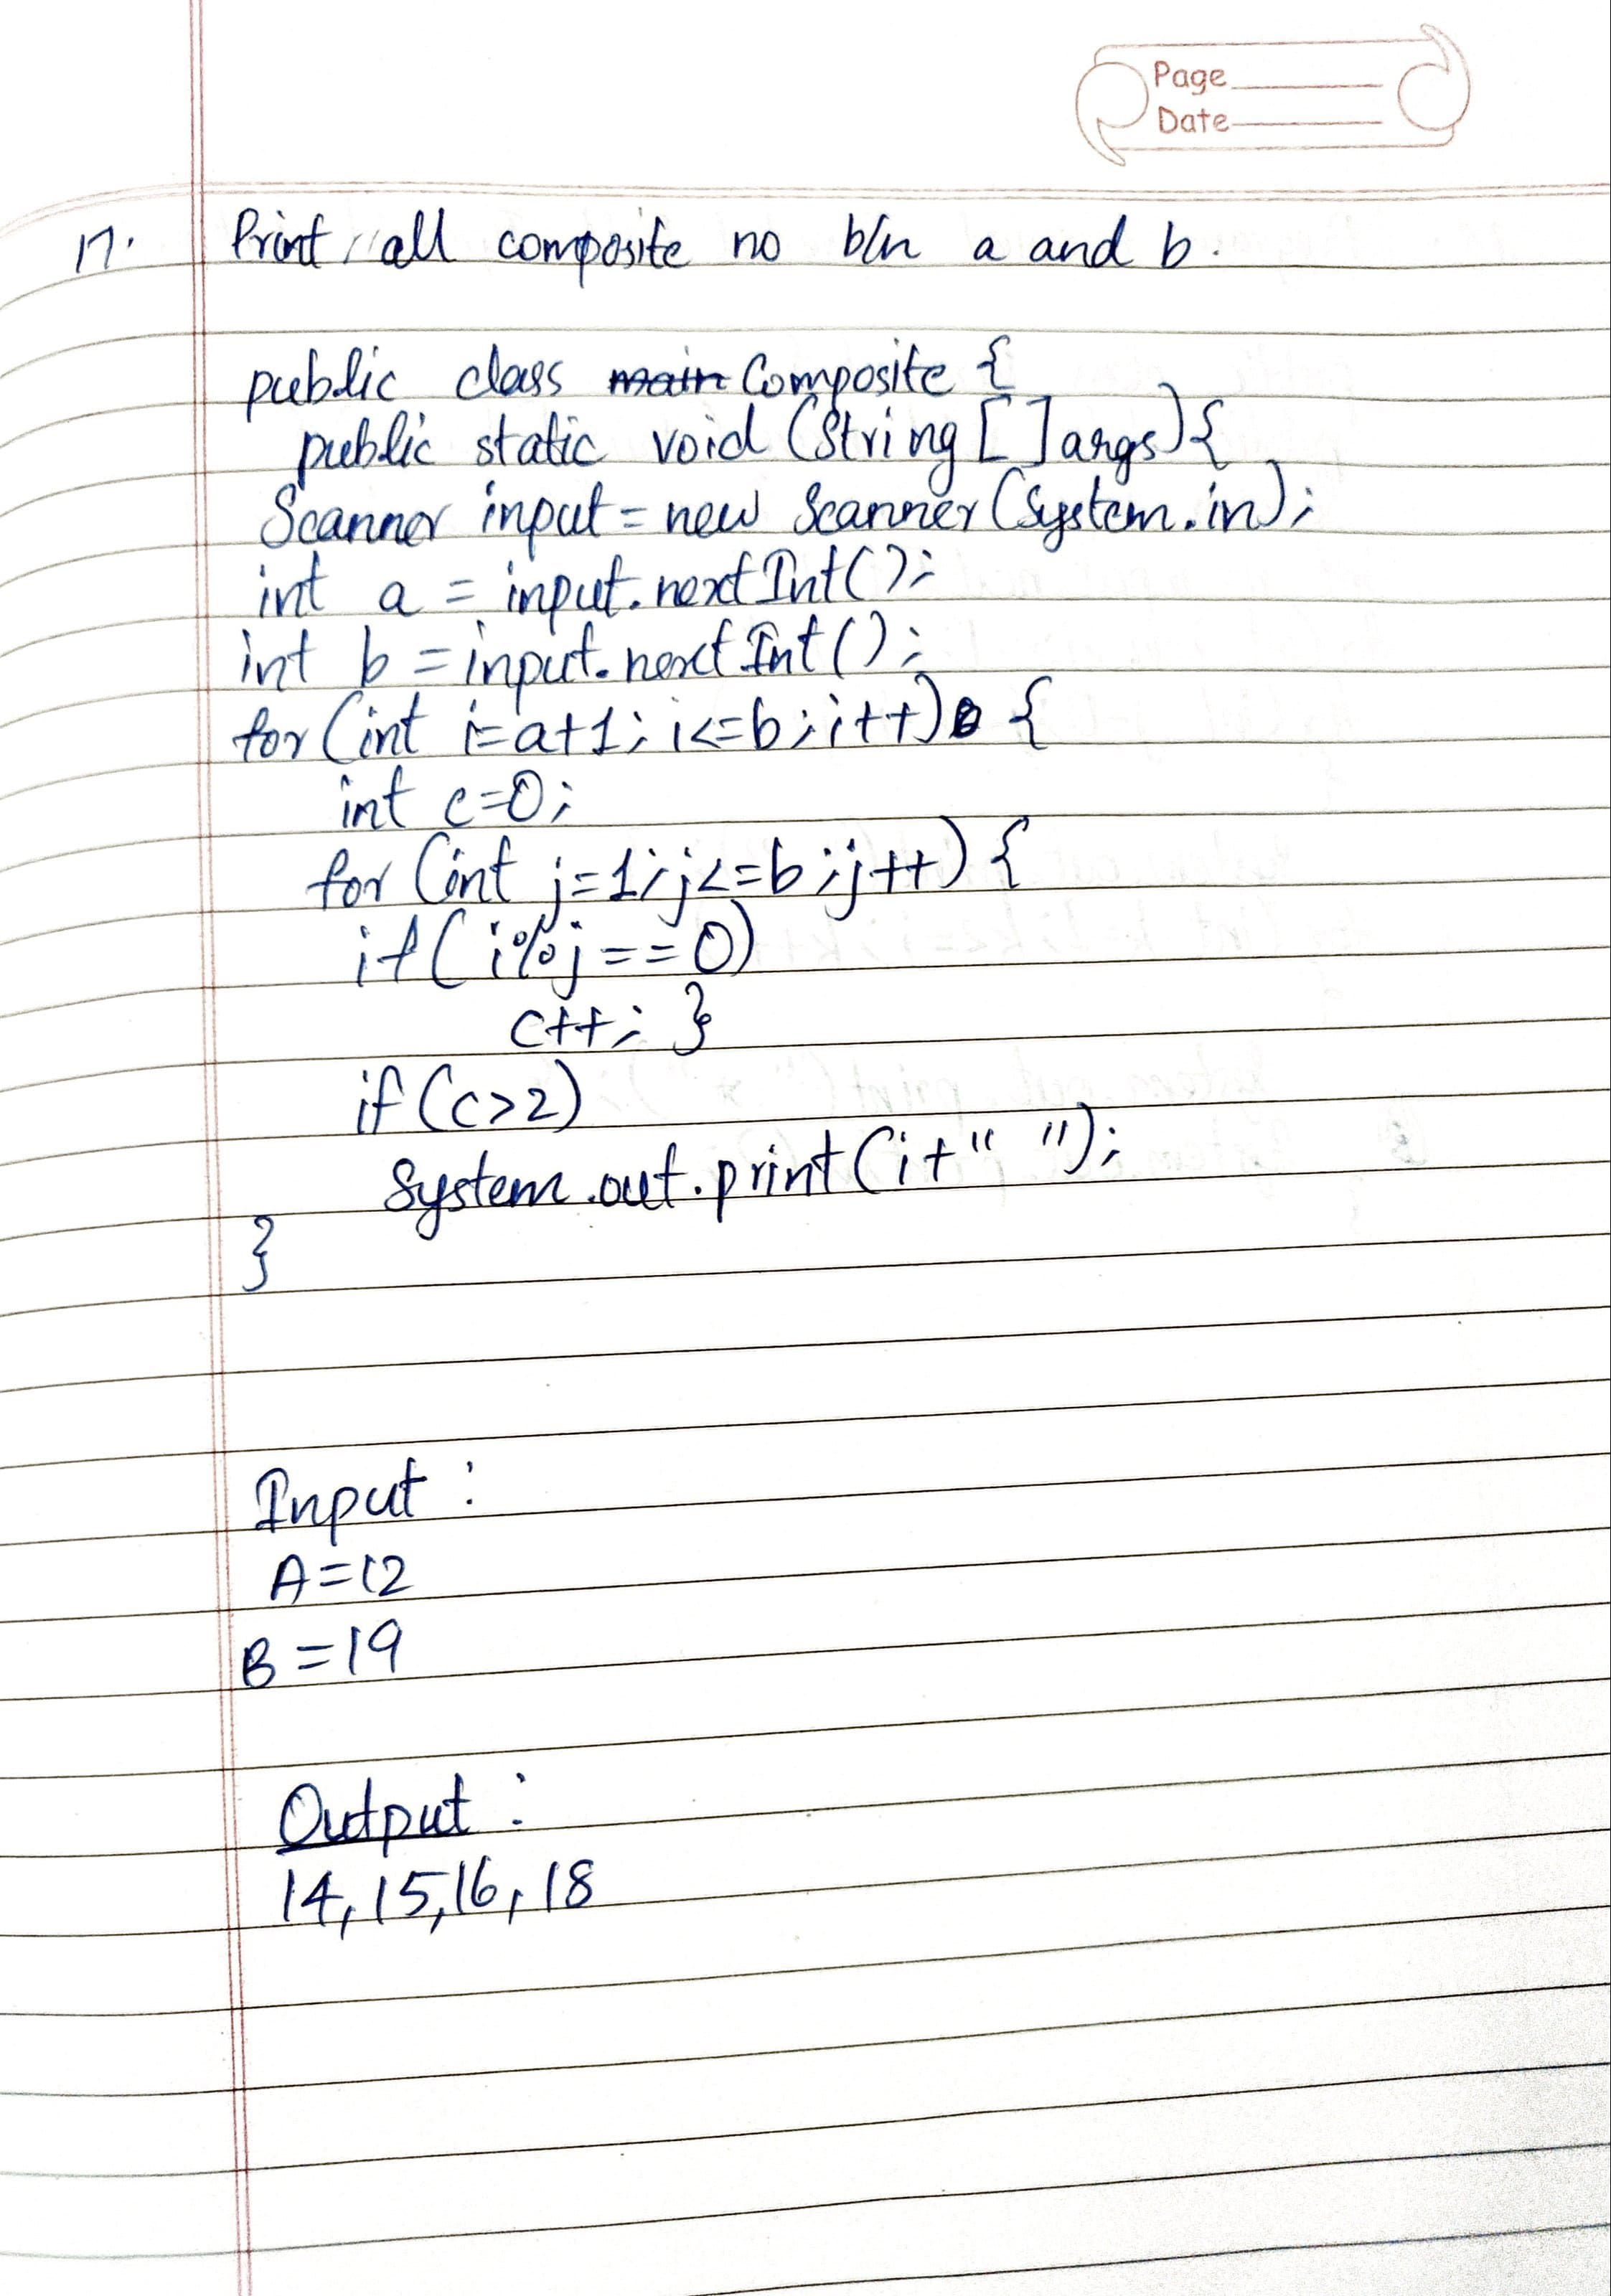 Page
Date
17. Print all composite no b/n a and b.
public class main Composite {
public static void (String [] args) {
Scanner input = new Scanner (System.in);
int a = input.nextInt();
int b = input.nextInt();
for (int i=a+1; i<=b; i++) {
int c=0;
for (int j=1; j<=b; j++) {
if ( i%j==0)
c++; }
if (c>2)
System.out.print(i+" ");
}
Input :
A=12
B=19
Output :
14, 15, 16, 18